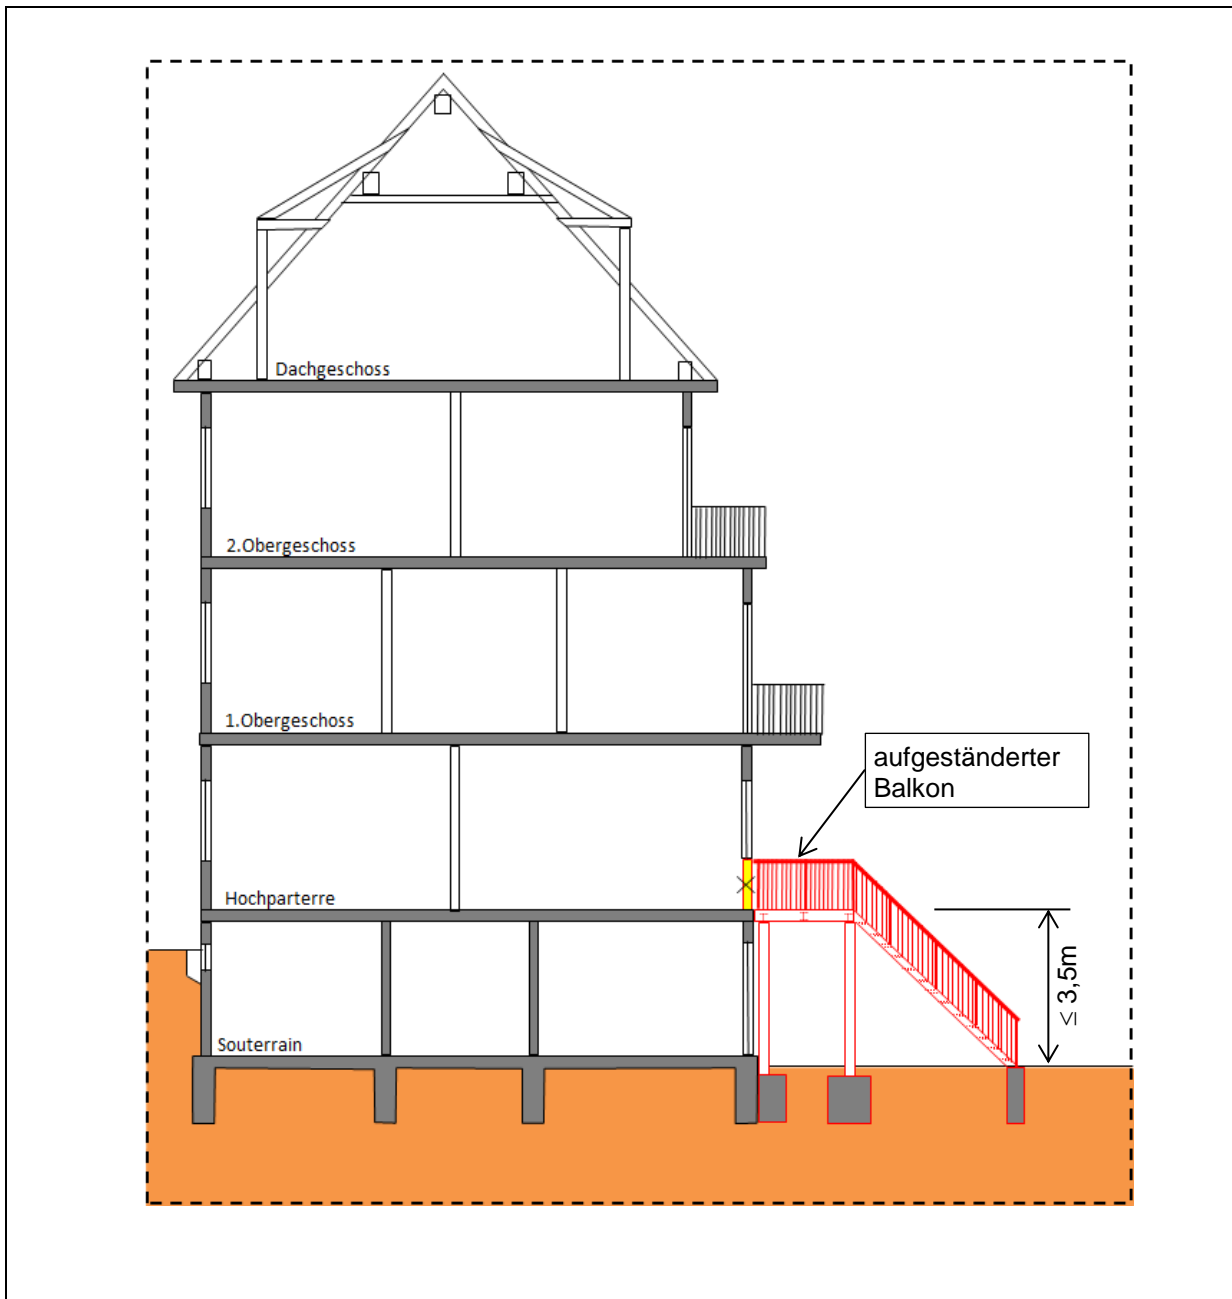 Dachgeschoss
2.Obergeschoss
1.Obergeschoss
aufgeständerter
Balkon
Hochparterre
≤ 3,5m
Souterrain